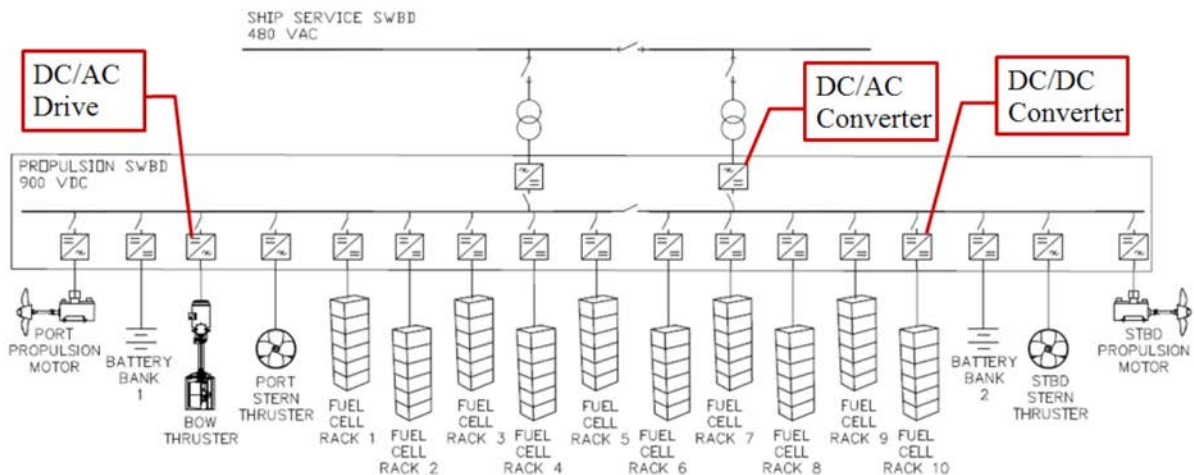 SHIP SERVICE SWBD
480 VAC
DC/AC
Drive
DC/AC
Converter
DC/DC
Converter
PROPULSION SWBD
900 VDC
PORT
PROPULSION
MOTOR
BATTERY
BANK
1
BOW
THRUSTER
PORT
STERN
THRUSTER
FUEL
CELL
RACK 1
FUEL
CELL
RACK 2
FUEL
CELL
RACK 3
FUEL
CELL
RACK 4
FUEL
CELL
RACK 5
FUEL
CELL
RACK 6
FUEL
CELL
RACK 7
FUEL
CELL
RACK 8
FUEL
CELL
RACK 9
FUEL
CELL
RACK 10
BATTERY
BANK
2
STBD
STERN
THRUSTER
STBD
PROPULSION
MOTOR